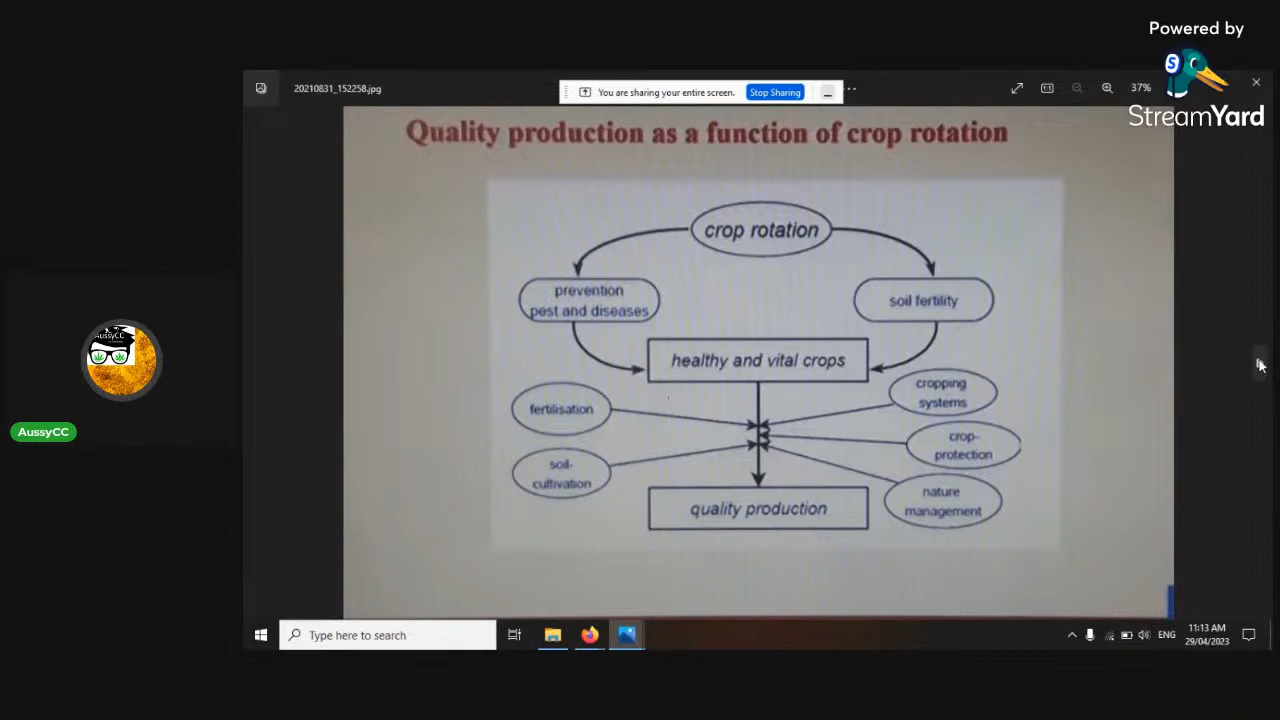 Powered by
StreamYard
20210831_152258.jpg
You are sharing your entire screen.
Stop Sharing
37%
Quality production as a function of crop rotation
crop rotation
prevention
pest and diseases
soil fertility
healthy and vital crops
fertilisation
cropping
systems
crop-
protection
soil-
cultivation
nature
management
quality production
AussyCC
AussyCC
Type here to search
ENG
11:13 AM
29/04/2023